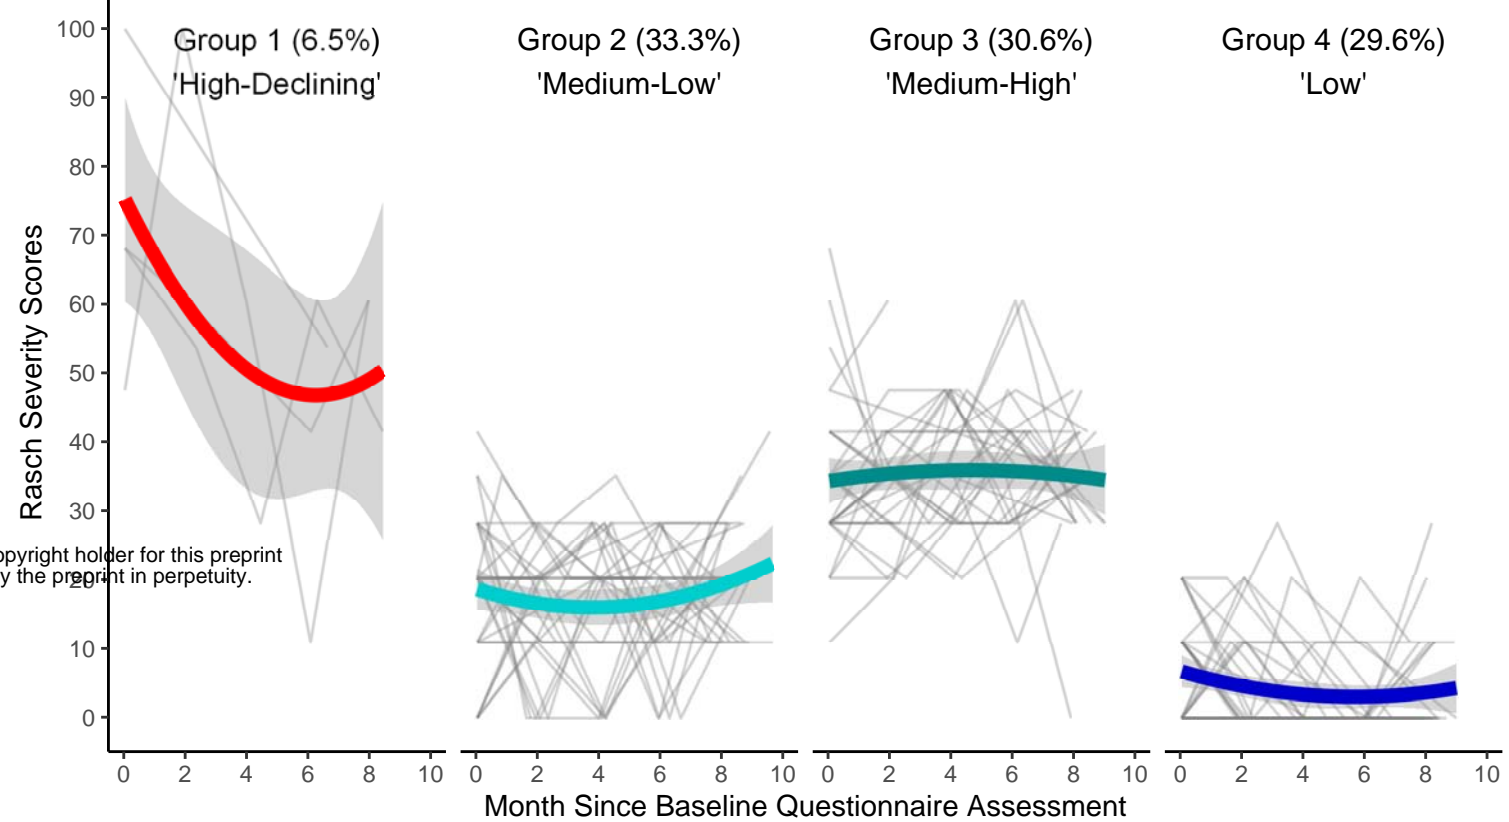 Group 1 (6.5%)
'High-Declining'
Group 2 (33.3%)
'Medium-Low'
Group 3 (30.6%)
'Medium-High'
Group 4 (29.6%)
'Low'
Rasch Severity Scores
100
90
80
70
60
50
40
30
20
10
0
opyright holder for this preprint
y the preprint in perpetuity.
0 2 4 6 8 10
0 2 4 6 8 10
0 2 4 6 8 10
0 2 4 6 8 10
Month Since Baseline Questionnaire Assessment